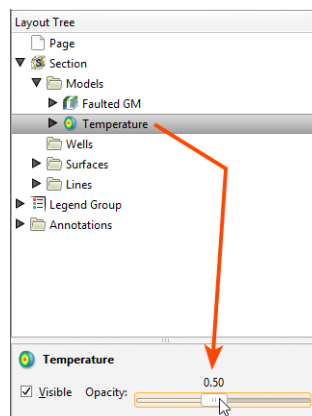 Layout Tree
Page
Section
Models
Faulted GM
Temperature
Wells
Surfaces
Lines
Legend Group
Annotations
Temperature
0.50
Visible Opacity: